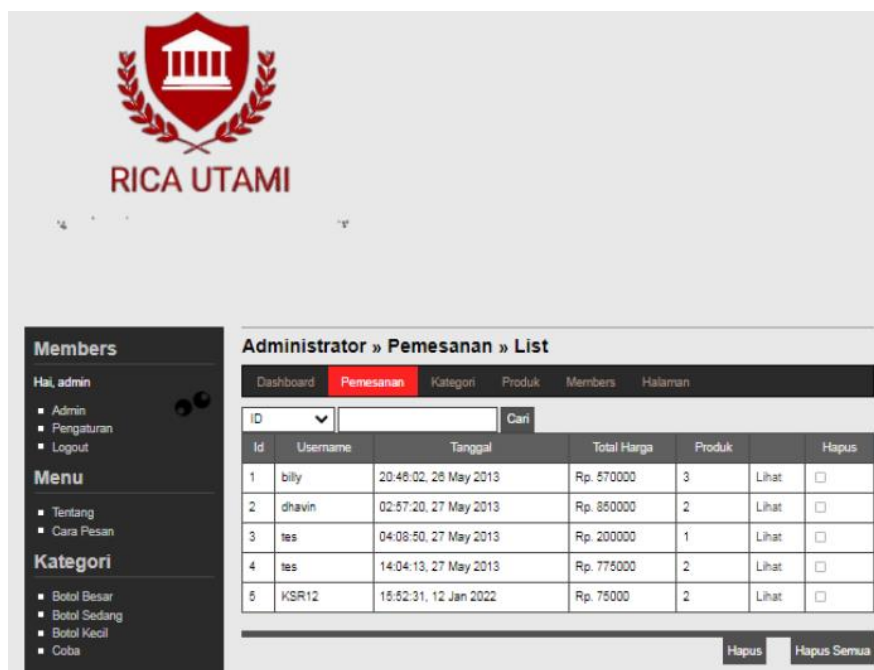 RICA UTAMI
Members
Hai, admin
Admin
Pengaturan
Logout
Menu
Tentang
Cara Pesan
Kategori
Botol Besar
Botol Sedang
Botol Kecil
Coba
Administrator » Pemesanan » List
Dashboard Pemesanan Kategori Produk Members Halaman
ID Cari
Id Username Tanggal Total Harga Produk Hapus
1 billy 20:46:02, 26 May 2013 Rp. 570000 3 Lihat
2 dhavin 02:57:20, 27 May 2013 Rp. 850000 2 Lihat
3 tes 04:08:50, 27 May 2013 Rp. 200000 1 Lihat
4 tes 14:04:13, 27 May 2013 Rp. 775000 2 Lihat
5 KSR12 15:52:31, 12 Jan 2022 Rp. 75000 2 Lihat
Hapus Hapus Semua